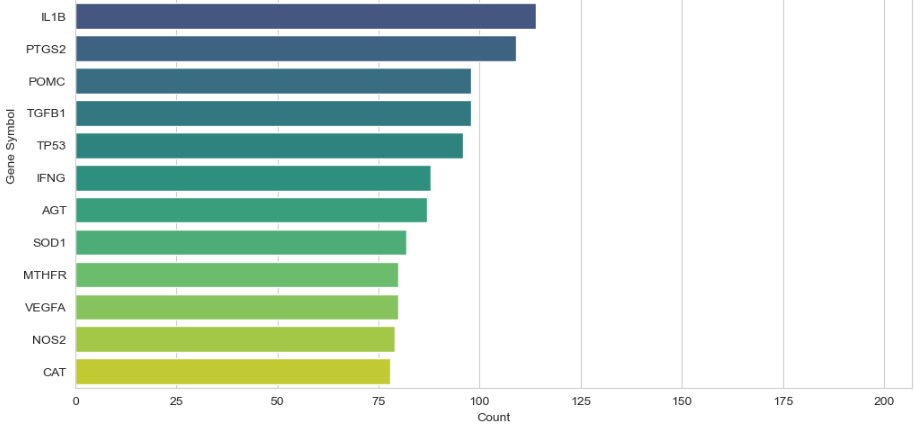 IL1B
PTGS2
POMC
TGFB1
TP53
IFNG
AGT
SOD1
MTHFR
VEGFA
NOS2
CAT
Gene Symbol
0 25 50 75 100 125 150 175 200
Count